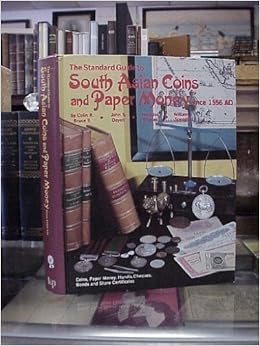 The Standard Guide to
South Asian Coins
and Paper Money
Since 1556 AD
by Colin R.
Bruce II
John S.
Deyell
William
Coins, Paper Money, Hundis, Cheques,
Bonds and Share Certificates
South Asian Coins and Paper Money